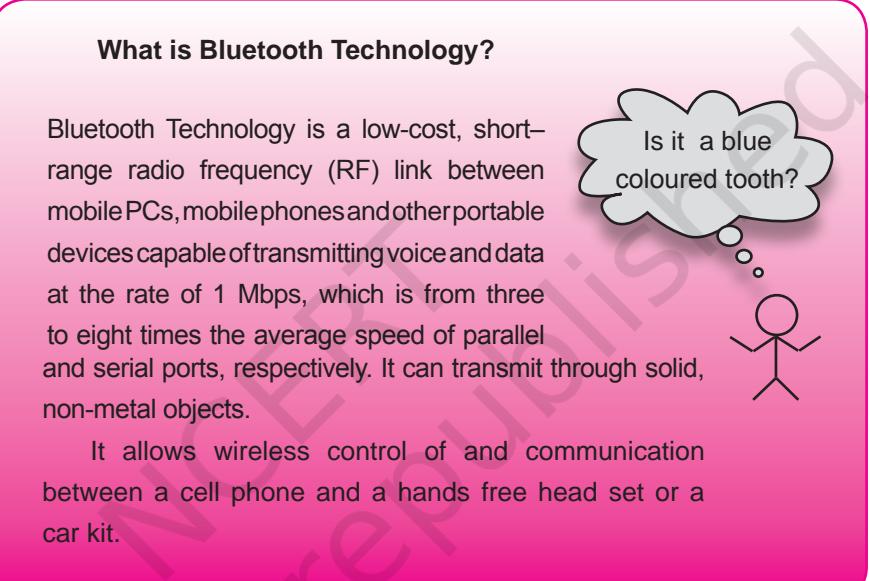 What is Bluetooth Technology?
Bluetooth Technology is a low-cost, short–
range radio frequency (RF) link between
mobile PCs, mobile phones and other portable
devices capable of transmitting voice and data
at the rate of 1 Mbps, which is from three
to eight times the average speed of parallel
and serial ports, respectively. It can transmit through solid,
non-metal objects.
It allows wireless control of and communication
between a cell phone and a hands free head set or a
car kit.
Is it a blue
coloured tooth?
NCERT
republished